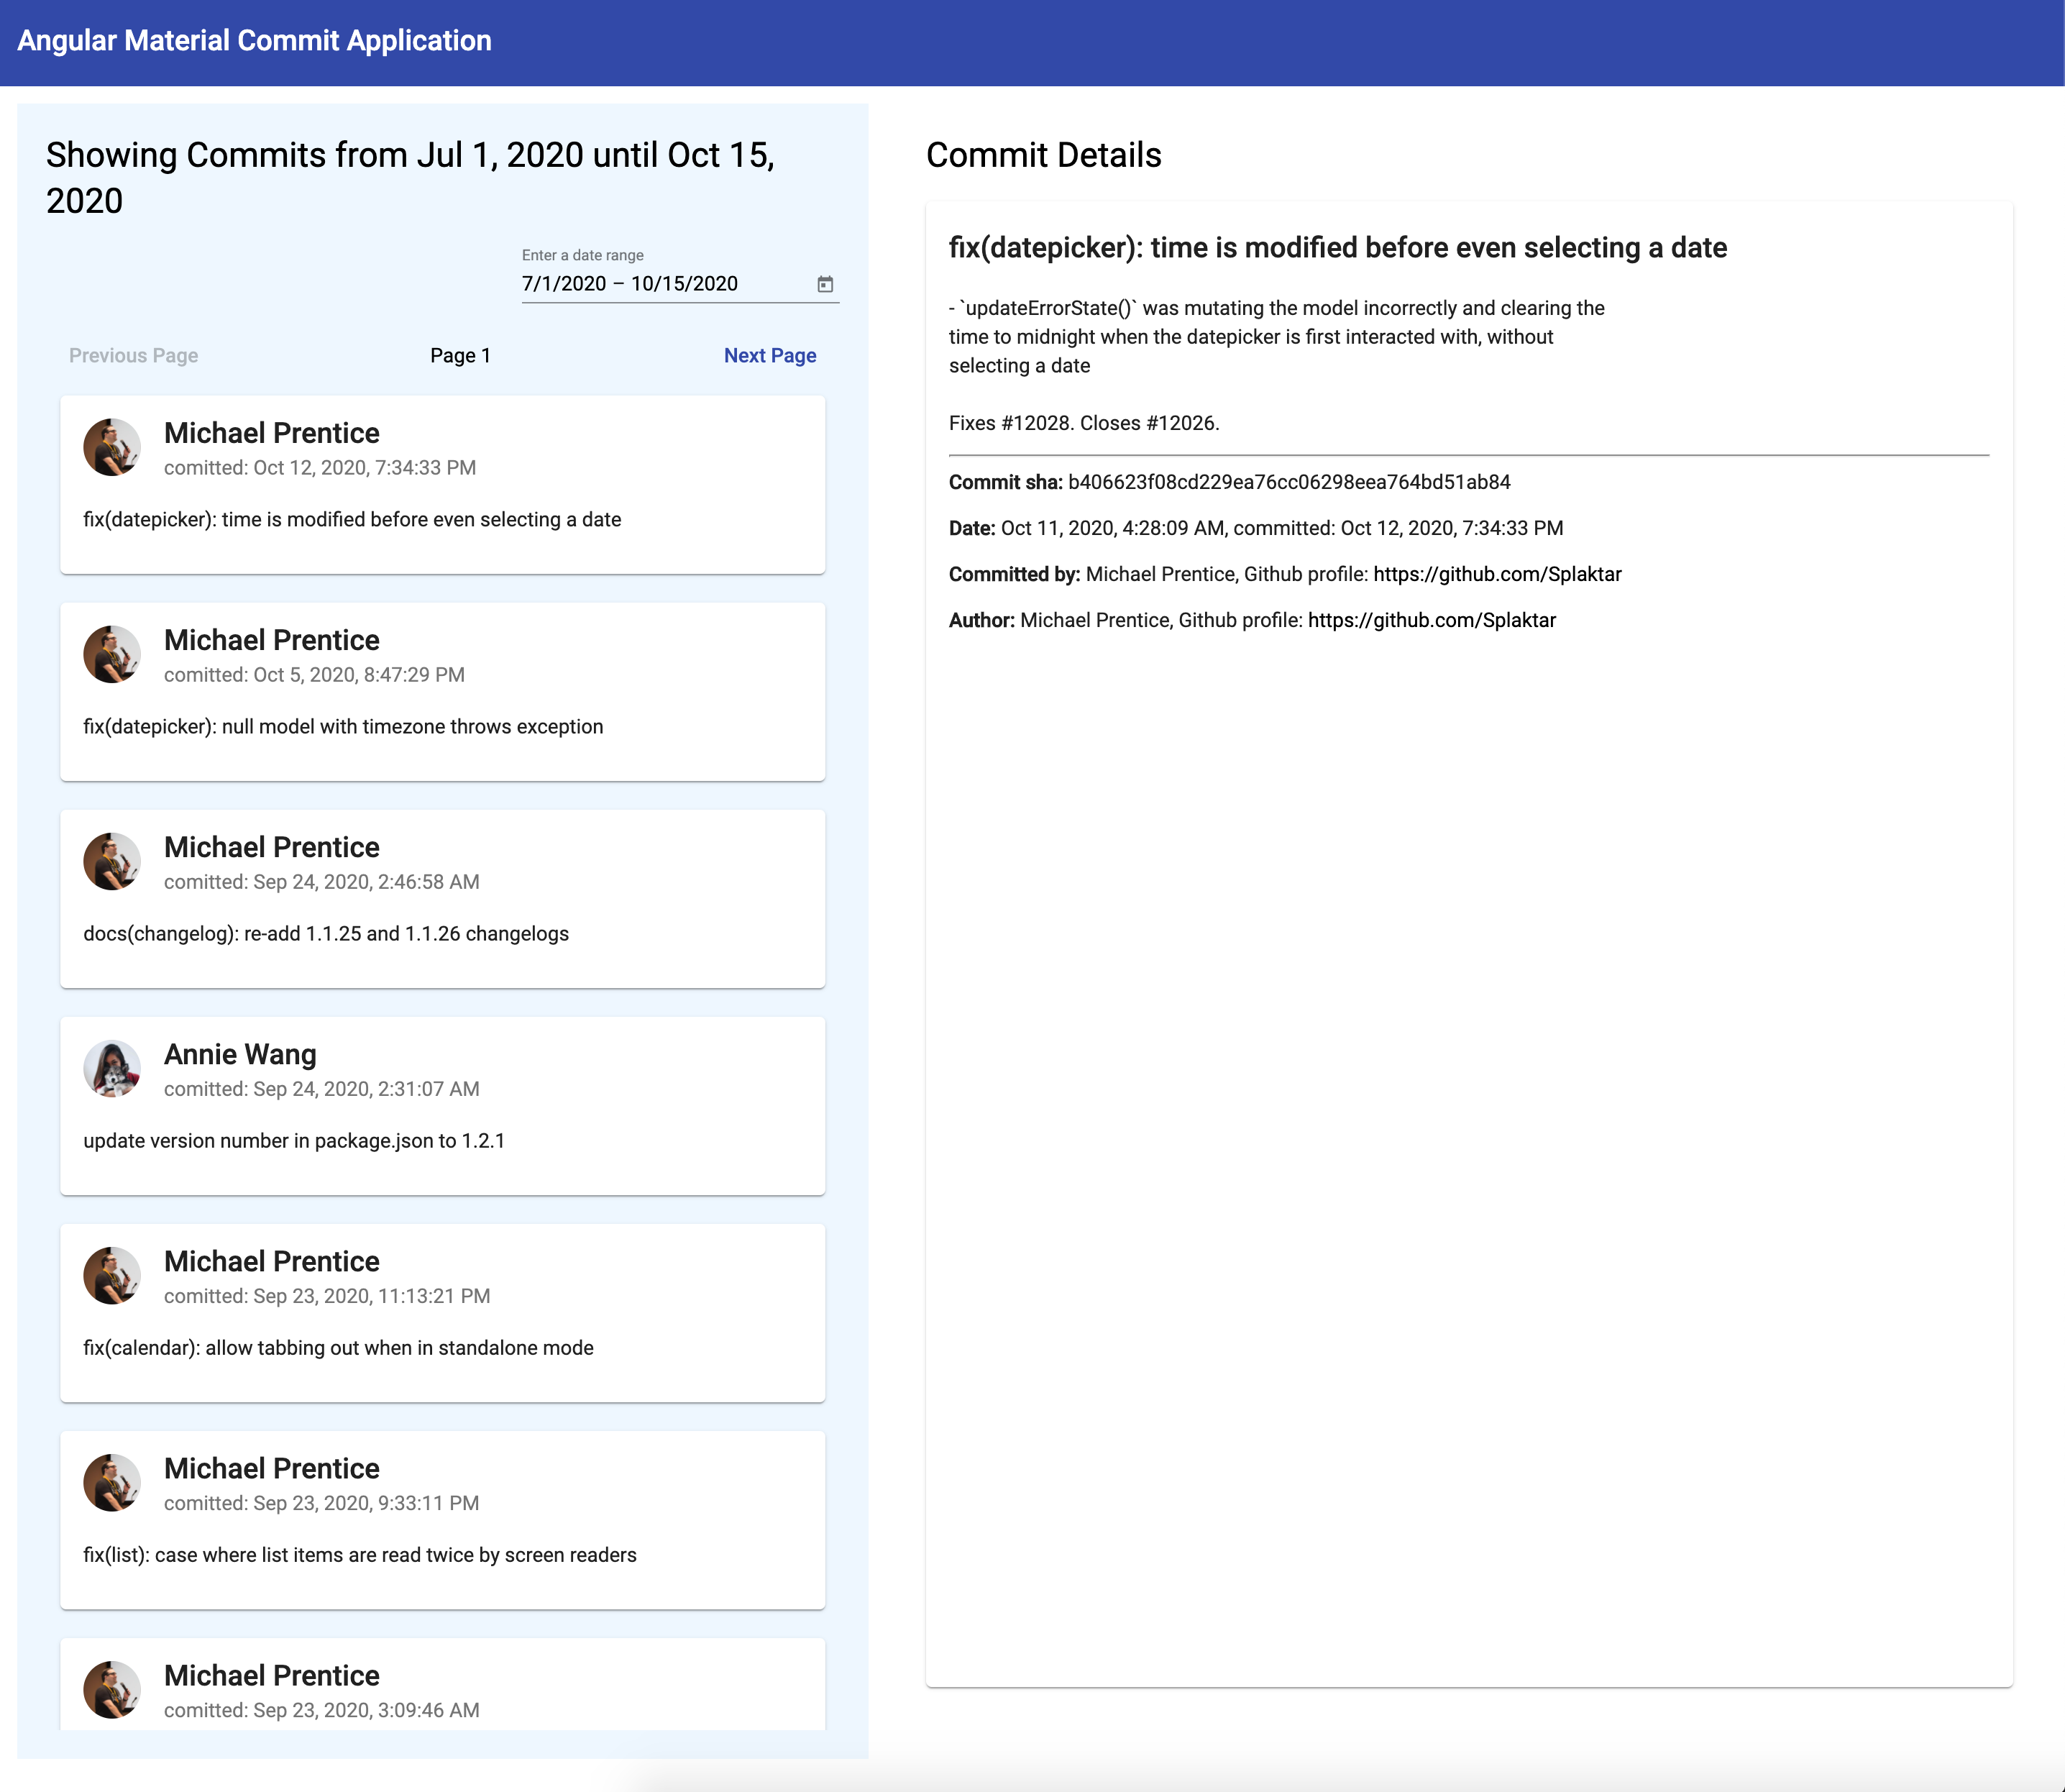 Angular Material Commit Application
Showing Commits from Jul 1, 2020 until Oct 15,
2020
Enter a date range
7/1/2020 – 10/15/2020
Previous Page
Page 1
Next Page
Michael Prentice
comitted: Oct 12, 2020, 7:34:33 PM
fix(datepicker): time is modified before even selecting a date
Michael Prentice
comitted: Oct 5, 2020, 8:47:29 PM
fix(datepicker): null model with timezone throws exception
Michael Prentice
comitted: Sep 24, 2020, 2:46:58 AM
docs(changelog): re-add 1.1.25 and 1.1.26 changelogs
Annie Wang
comitted: Sep 24, 2020, 2:31:07 AM
update version number in package.json to 1.2.1
Michael Prentice
comitted: Sep 23, 2020, 11:13:21 PM
fix(calendar): allow tabbing out when in standalone mode
Michael Prentice
comitted: Sep 23, 2020, 9:33:11 PM
fix(list): case where list items are read twice by screen readers
Michael Prentice
comitted: Sep 23, 2020, 3:09:46 AM
Commit Details
fix(datepicker): time is modified before even selecting a date
- `updateErrorState()` was mutating the model incorrectly and clearing the
time to midnight when the datepicker is first interacted with, without
selecting a date
Fixes #12028. Closes #12026.
Commit sha: b406623f08cd229ea76cc06298eea764bd51ab84
Date: Oct 11, 2020, 4:28:09 AM, committed: Oct 12, 2020, 7:34:33 PM
Committed by: Michael Prentice, Github profile: https://github.com/Splaktar
Author: Michael Prentice, Github profile: https://github.com/Splaktar